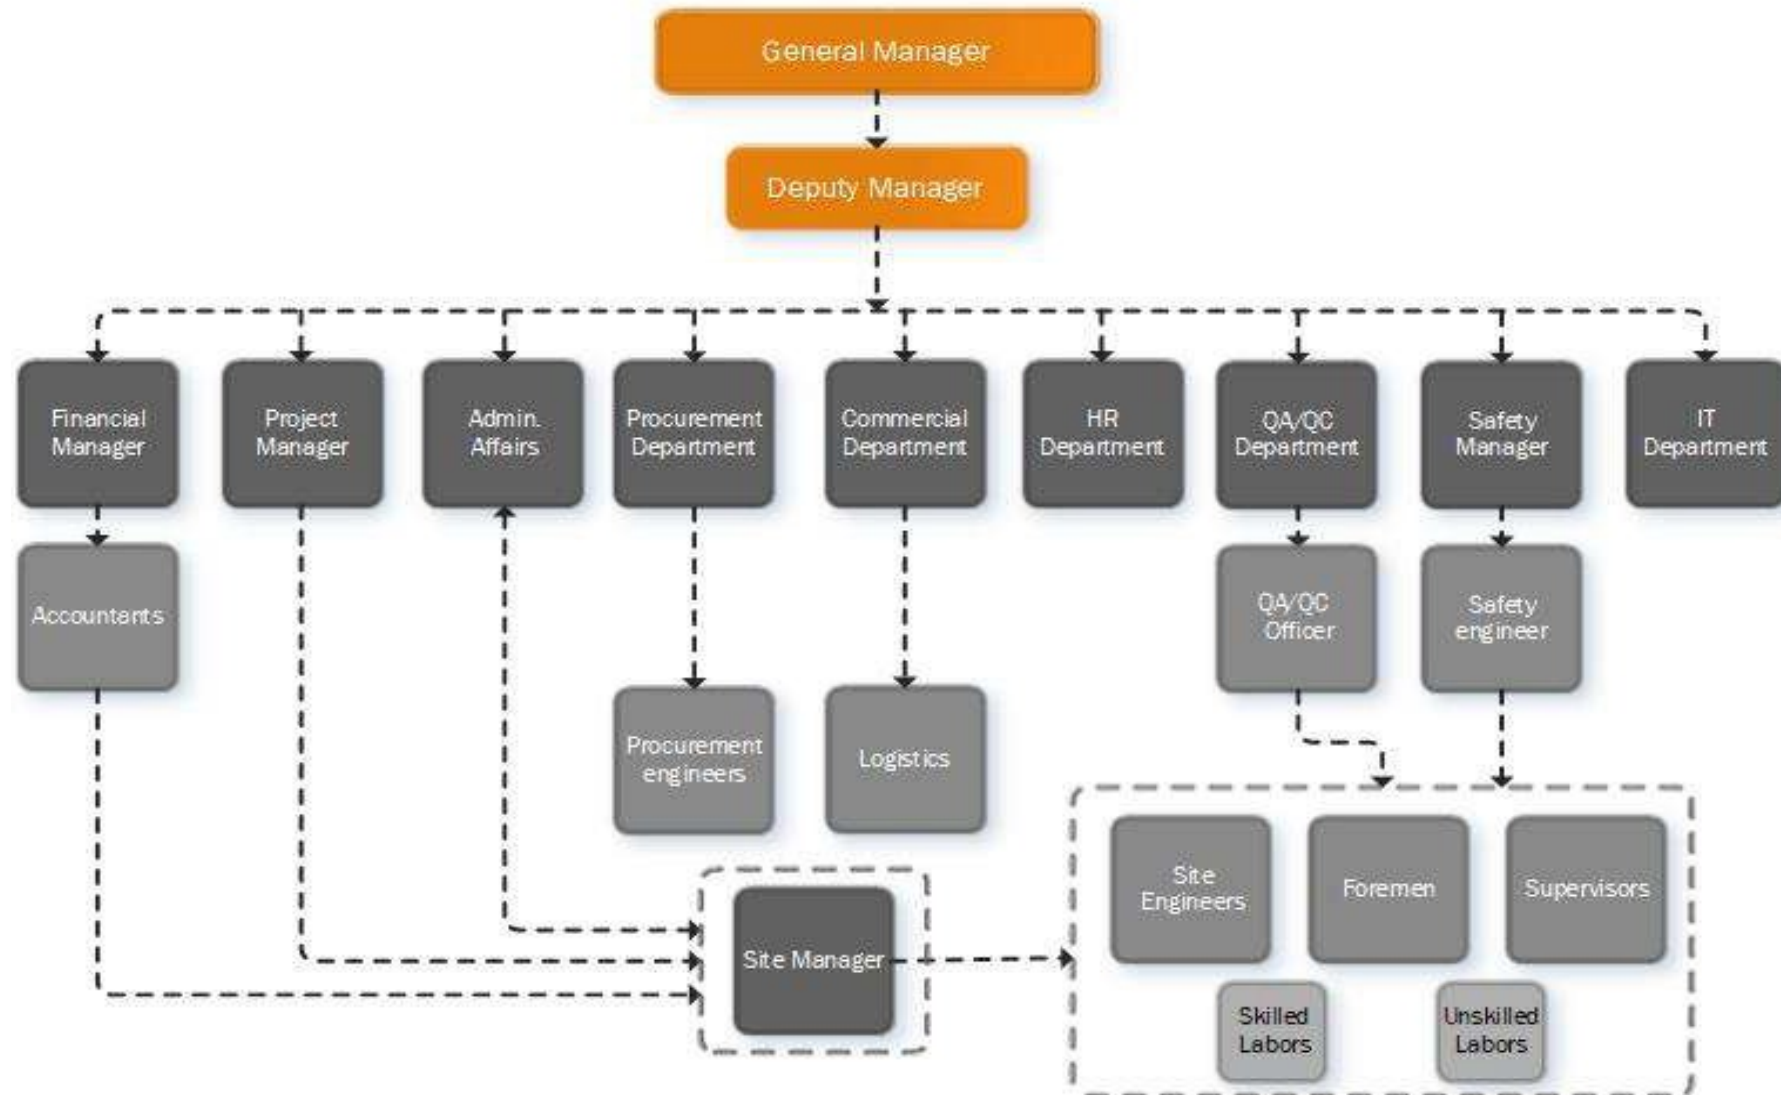 General Manager
Deputy Manager
Financial
Manager
Project
Manager
Admin.
Affairs
Procurement
Department
Commercial
Department
HR
Department
QA/QC
Department
Safety
Manager
IT
Department
Accountants
QA/QC
Officer
Safety
engineer
Procurement
engineers
Logistics
Site
Engineers
Foremen
Supervisors
Site Manager
Skilled
Labors
Unskilled
Labors